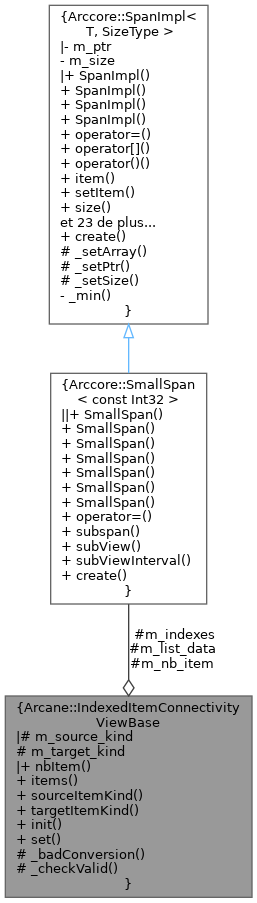 {Arccore::SpanImpl<
T, SizeType >
|- m_ptr
- m_size
|+ SpanImpl()
+ SpanImpl()
+ SpanImpl()
+ SpanImpl()
+ operator=()
+ operator[]()
+ operator()()
+ item()
+ setItem()
+ size()
et 23 de plus...
+ create()
# _setArray()
# _setPtr()
# _setSize()
- _min()
}
{Arccore::SmallSpan
< const Int32 >
||+ SmallSpan()
+ SmallSpan()
+ SmallSpan()
+ SmallSpan()
+ SmallSpan()
+ SmallSpan()
+ SmallSpan()
+ operator=()
+ subspan()
+ subView()
+ subViewInterval()
+ create()
}
#m_indexes
#m_list_data
#m_nb_item
{Arcane::IndexedItemConnectivity
ViewBase
|# m_source_kind
# m_target_kind
|+ nbItem()
+ items()
+ sourceItemKind()
+ targetItemKind()
+ init()
+ set()
# _badConversion()
# _checkValid()
}